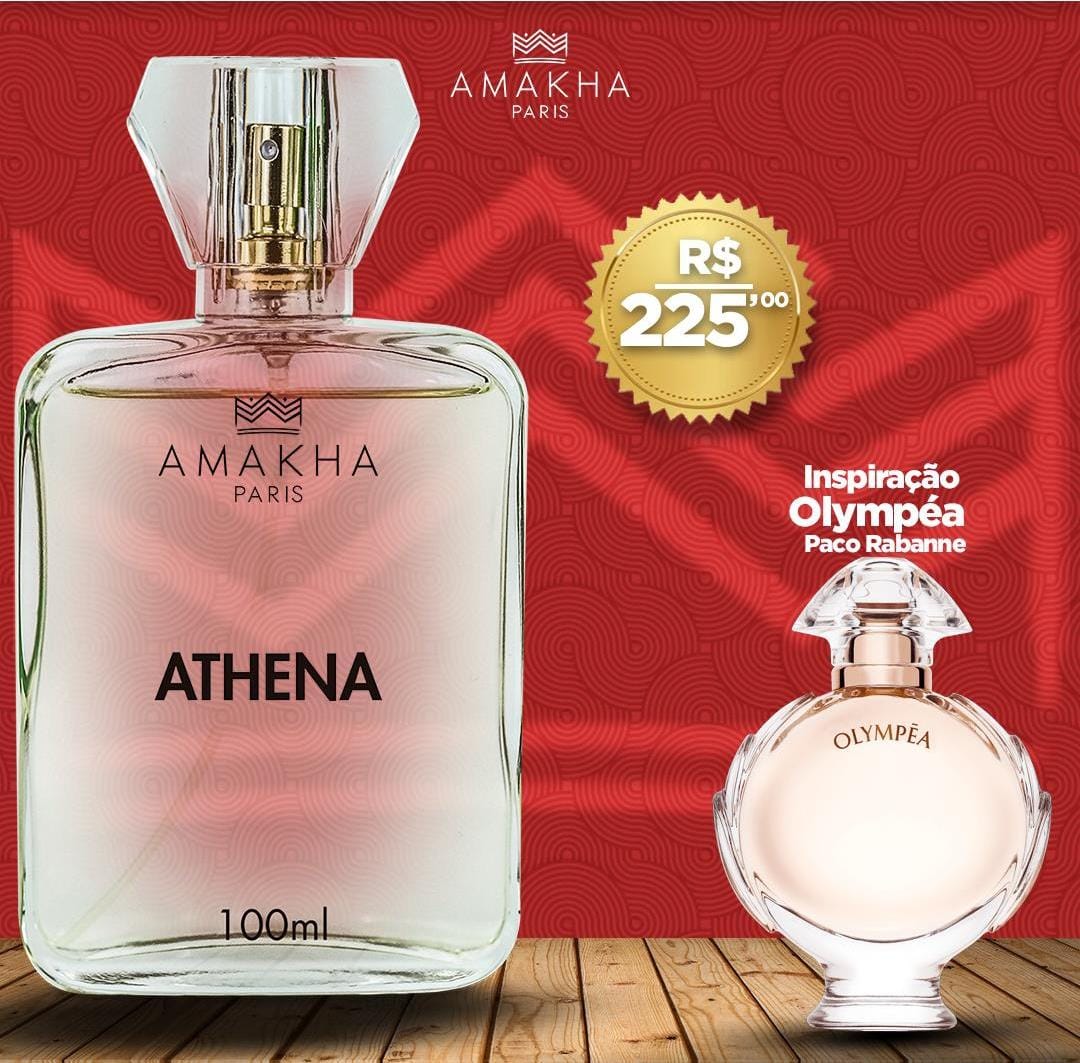 AMAKHA
PARIS
R$
225,00
AMAKHA
PARIS
Inspiração
Olympéa
Paco Rabanne
ATHENA
OLYMPĒA
100ml